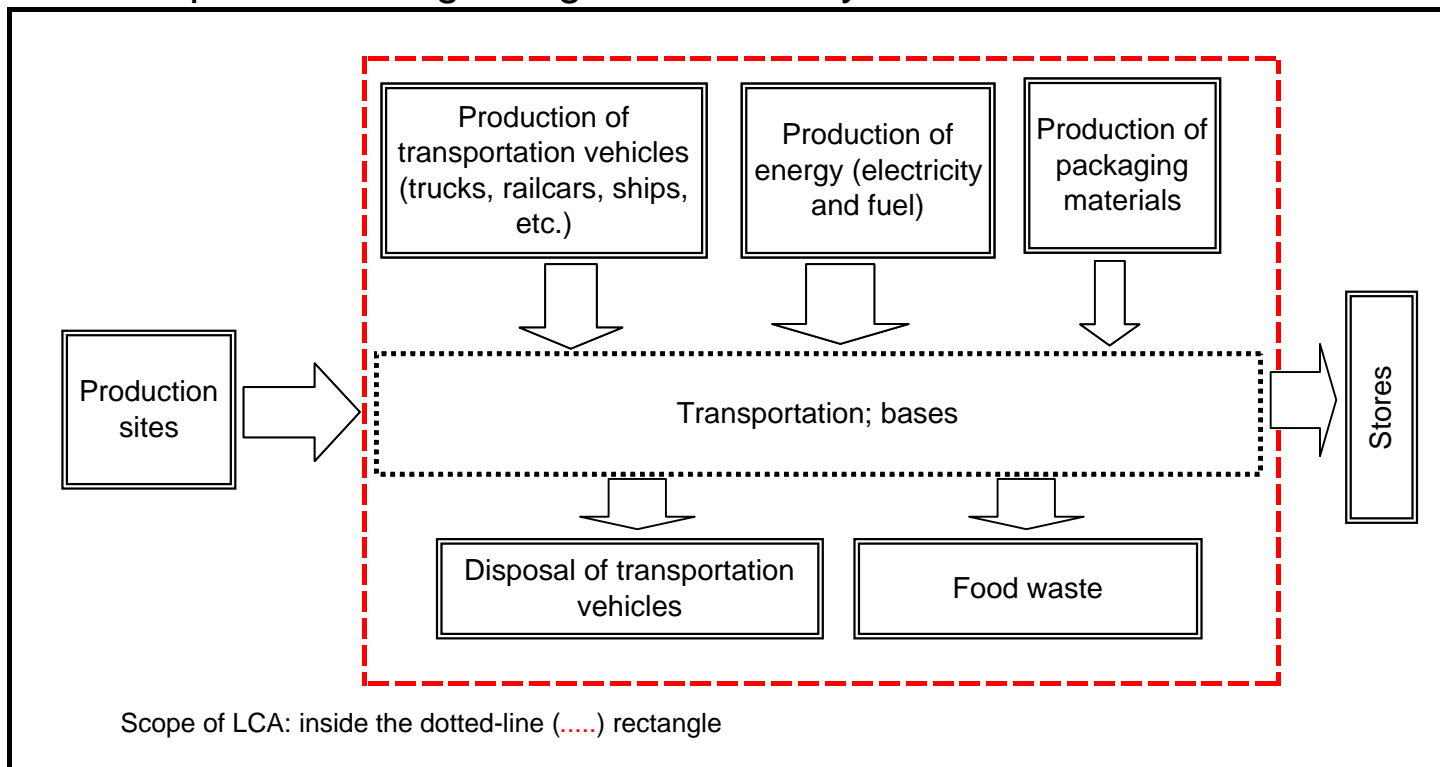 Production of
transportation vehicles
(trucks, railcars, ships,
etc.)
Production of
energy (electricity
and fuel)
Production of
packaging
materials
Production
sites
Transportation; bases
Stores
Disposal of transportation
vehicles
Food waste
Scope of LCA: inside the dotted-line (.....) rectangle